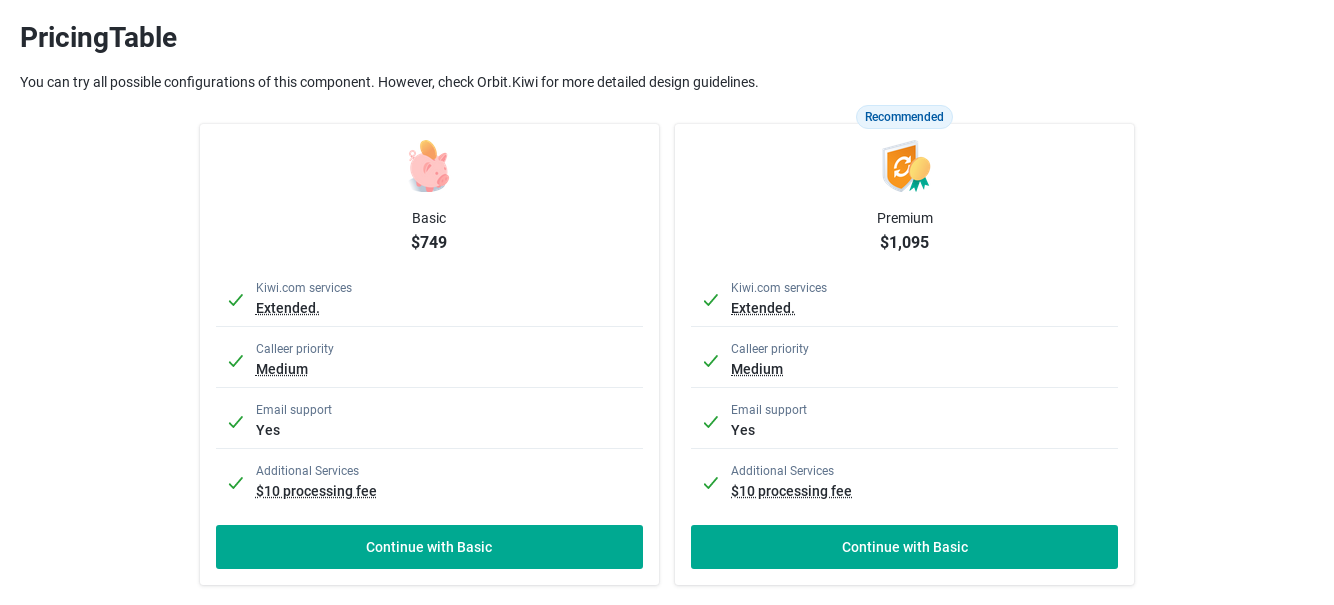 PricingTable
You can try all possible configurations of this component. However, check Orbit.Kiwi for more detailed design guidelines.
Basic
$749
Kiwi.com services
Extended.
Calleer priority
Medium
Email support
Yes
Additional Services
$10 processing fee
Continue with Basic
Recommended
Premium
$1,095
Kiwi.com services
Extended.
Calleer priority
Medium
Email support
Yes
Additional Services
$10 processing fee
Continue with Basic